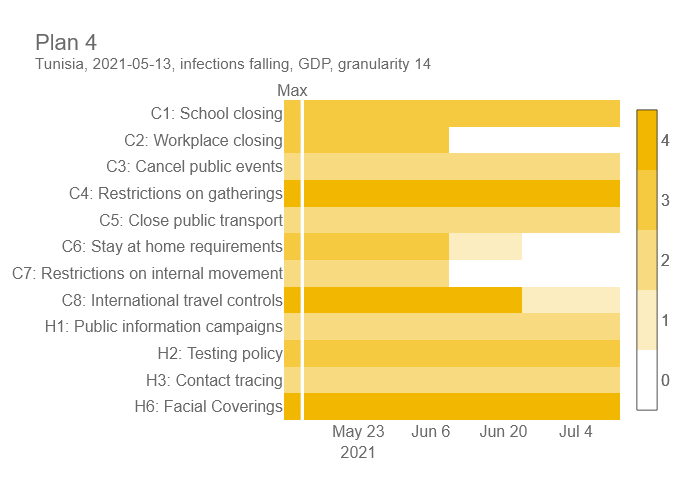 Plan 4
Tunisia, 2021-05-13, infections falling, GDP, granularity 14
Max
C1: School closing
C2: Workplace closing
C3: Cancel public events
C4: Restrictions on gatherings
C5: Close public transport
C6: Stay at home requirements
C7: Restrictions on internal movement
C8: International travel controls
H1: Public information campaigns
H2: Testing policy
H3: Contact tracing
H6: Facial Coverings
May 23 Jun 6 Jun 20 Jul 4
2021
4
3
2
1
0